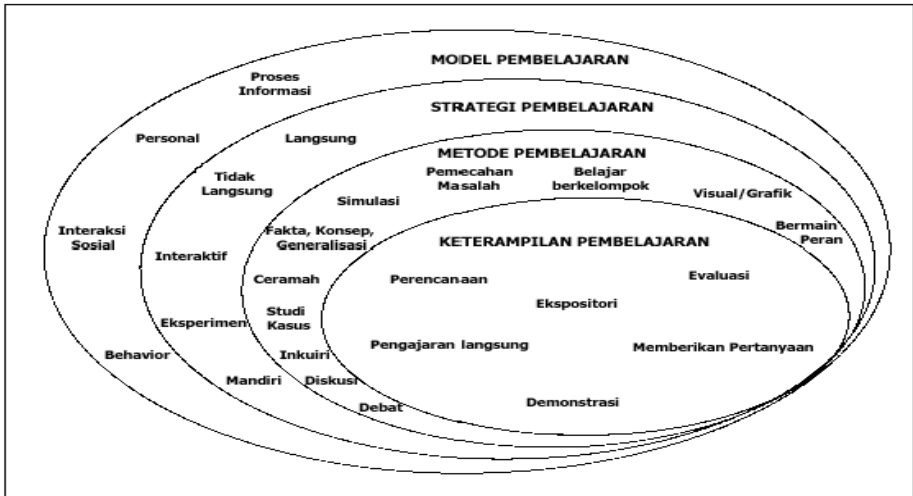 MODEL PEMBELAJARAN
Proses
Informasi
Personal
Interaksi
Sosial
Behavior
STRATEGI PEMBELAJARAN
Langsung
Tidak
Langsung
Interaktif
Eksperimen
Mandiri
METODE PEMBELAJARAN
Pemecahan
Masalah
Belajar
berkelompok
Visual/Grafik
Simulasi
Bermain
Peran
Fakta, Konsep,
Generalisasi
Ceramah
Studi
Kasus
Inkuiri
Diskusi
Debat
KETERAMPILAN PEMBELAJARAN
Perencanaan
Evaluasi
Ekspositori
Pengajaran langsung
Memberikan Pertanyaan
Demonstrasi